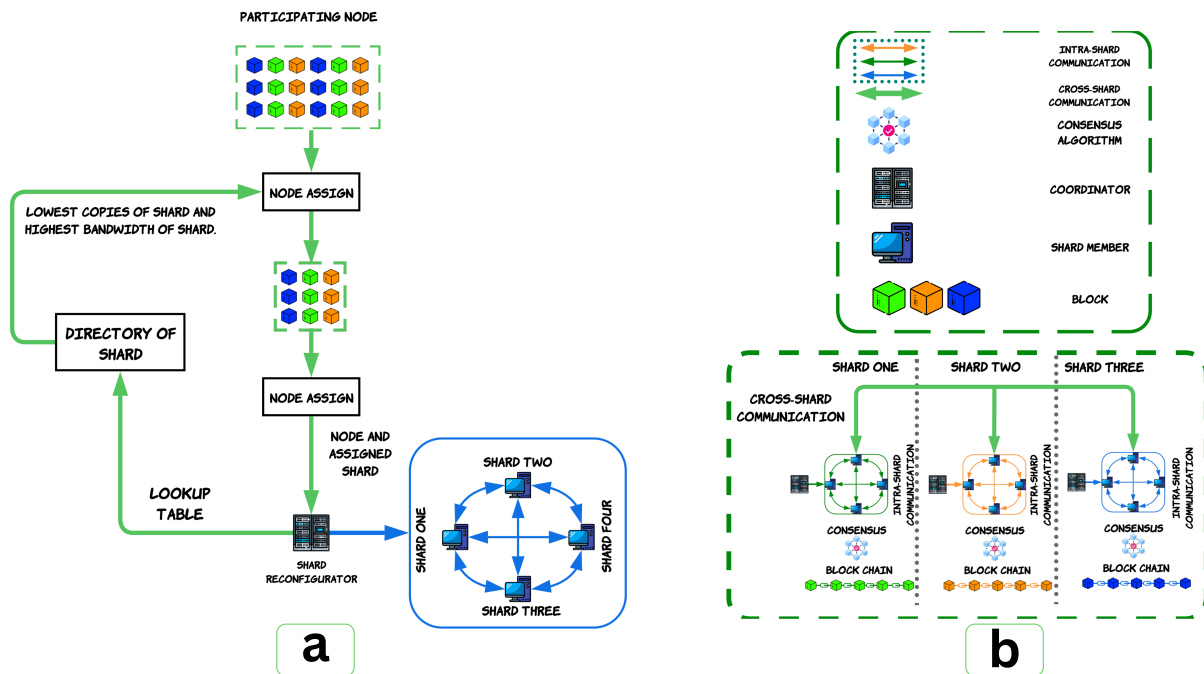 PARTICIPATING NODE
NODE ASSIGN
LOWEST COPIES OF SHARD AND
HIGHEST BANDWIDTH OF SHARD.
DIRECTORY OF
SHARD
NODE ASSIGN
NODE AND
ASSIGNED
SHARD
LOOKUP
TABLE
SHARD
RECONFIGURATOR
SHARD TWO
SHARD ONE
SHARD FOUR
SHARD THREE
a
INTRA-SHARD
COMMUNICATION
CROSS-SHARD
COMMUNICATION
CONSENSUS
ALGORITHM
COORDINATOR
SHARD MEMBER
BLOCK
SHARD ONE
SHARD TWO
SHARD THREE
CROSS-SHARD
COMMUNICATION
INTRA-SHARD
COMMUNICATION
INTRA-SHARD
COMMUNICATION
INTRA-SHARD
COMMUNICATION
CONSENSUS
CONSENSUS
CONSENSUS
BLOCK CHAIN
BLOCK CHAIN
BLOCK CHAIN
b